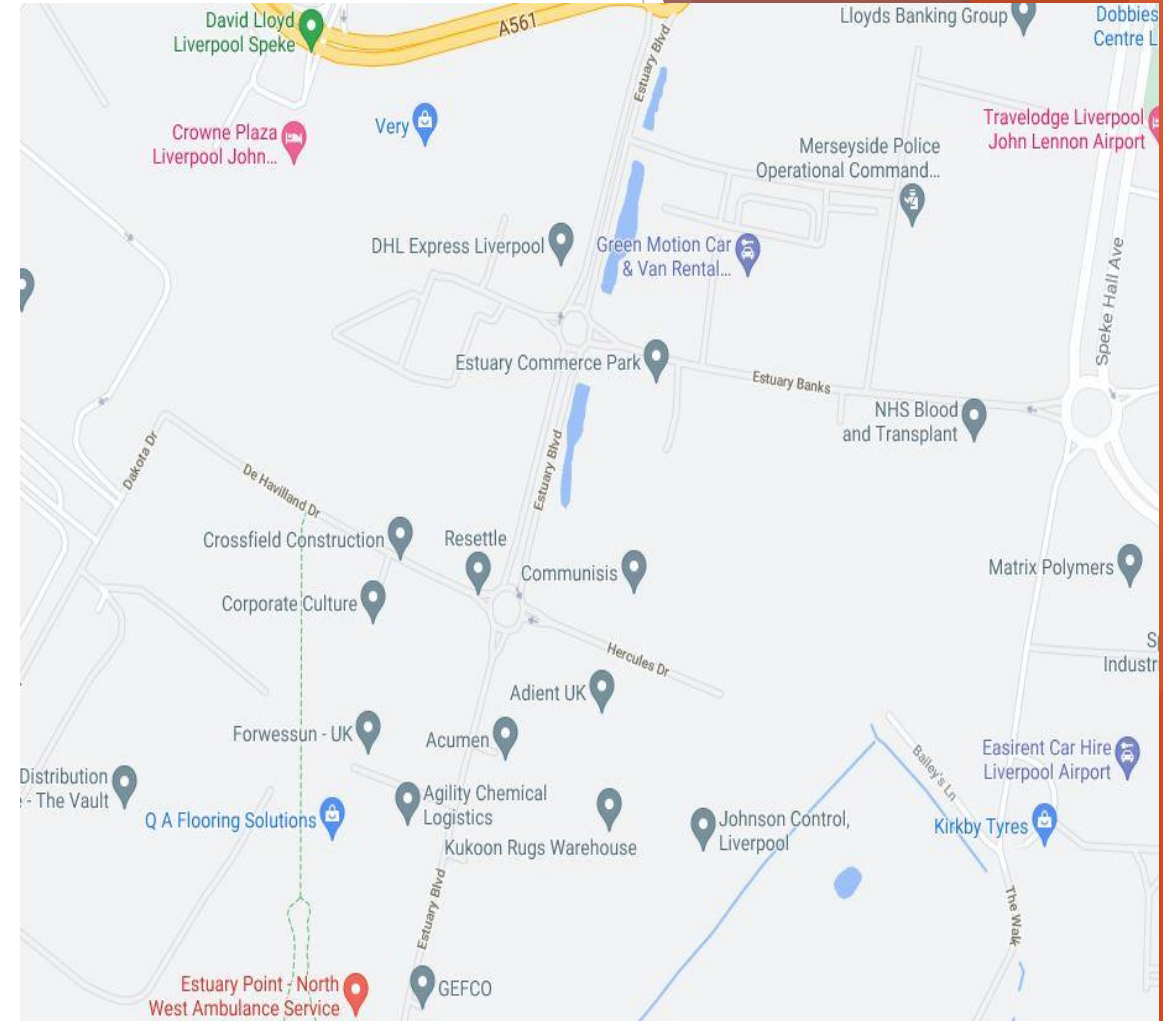 David Lloyd
Liverpool Speke
A561
Estuary Blvd
Lloyds Banking Group
Dobbies
Centre L
Crowne Plaza
Liverpool John...
Very
Travelodge Liverpool
John Lennon Airport
Merseyside Police
Operational Command...
DHL Express Liverpool
Green Motion Car
& Van Rental...
Speke Hall Ave
Estuary Commerce Park
Estuary Banks
NHS Blood
and Transplant
Dakota Dr
De Havilland Dr
Estuary Blvd
Crossfield Construction
Resettle
Communisis
Matrix Polymers
Corporate Culture
Hercules Dr
Industr
Adient UK
Forwessun - UK
Acumen
Bailey's Ln
Easirent Car Hire
Liverpool Airport
Distribution
- The Vault
Q A Flooring Solutions
Agility Chemical
Logistics
Kukoon Rugs Warehouse
Johnson Control,
Liverpool
Kirkby Tyres
Estuary Blvd
The Walk
Estuary Point - North
West Ambulance Service
GEFCO